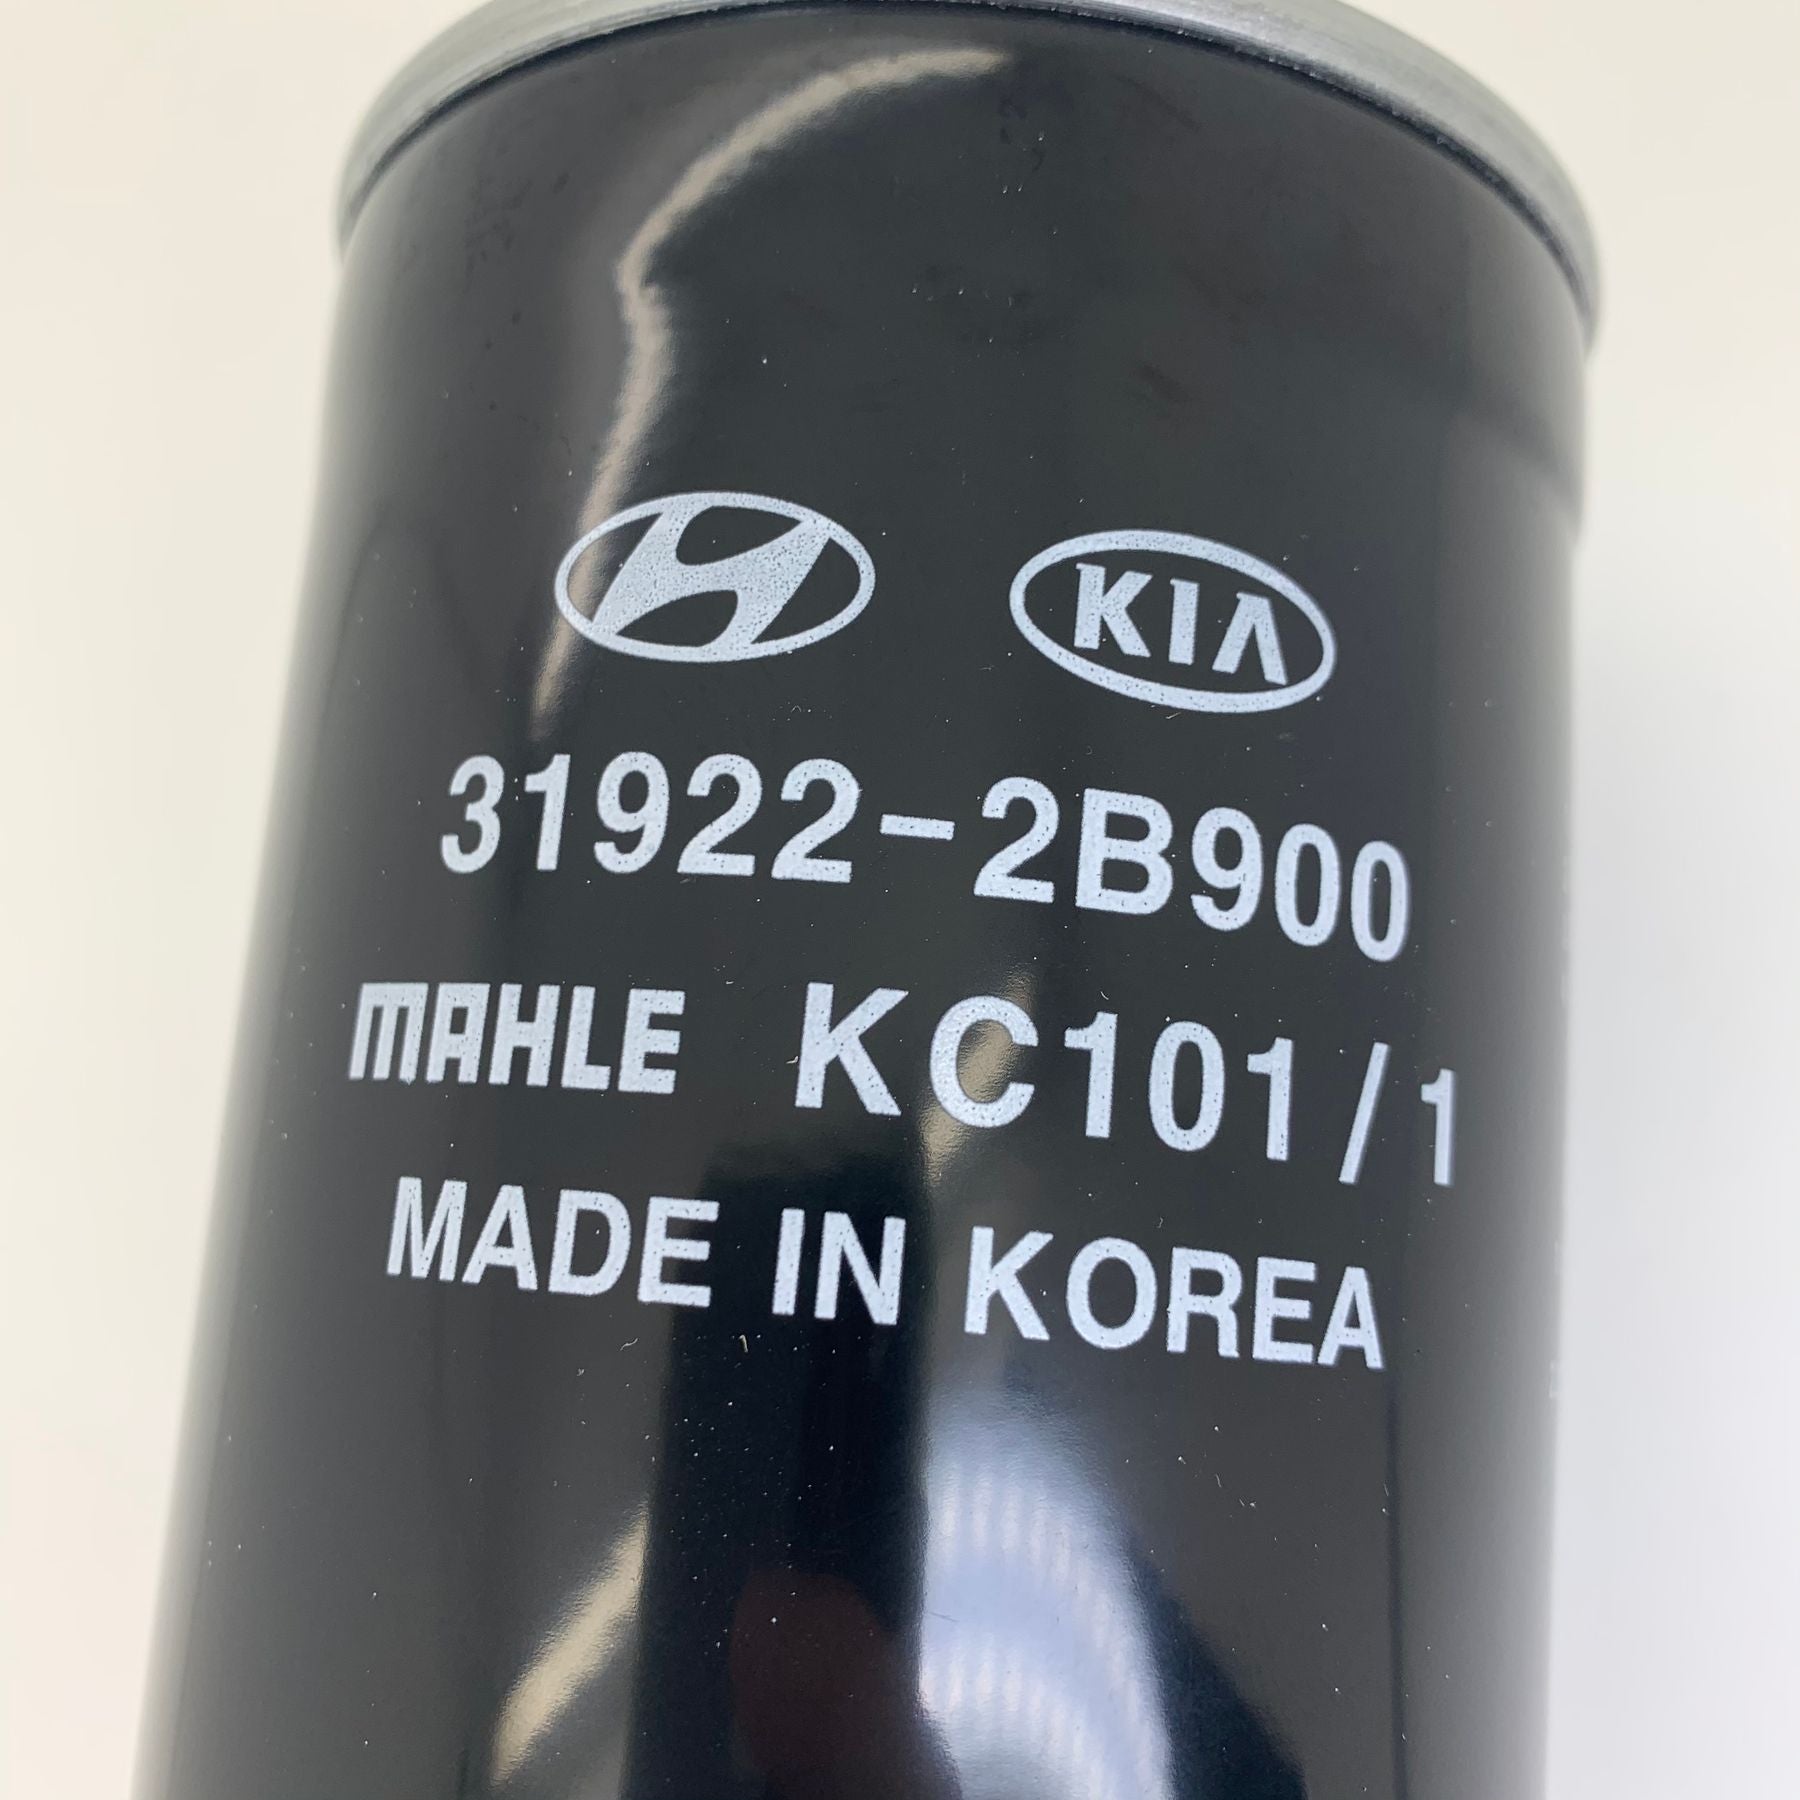 KIA
31922-2B900
MAHLE KC101/1
MADE IN KOREA